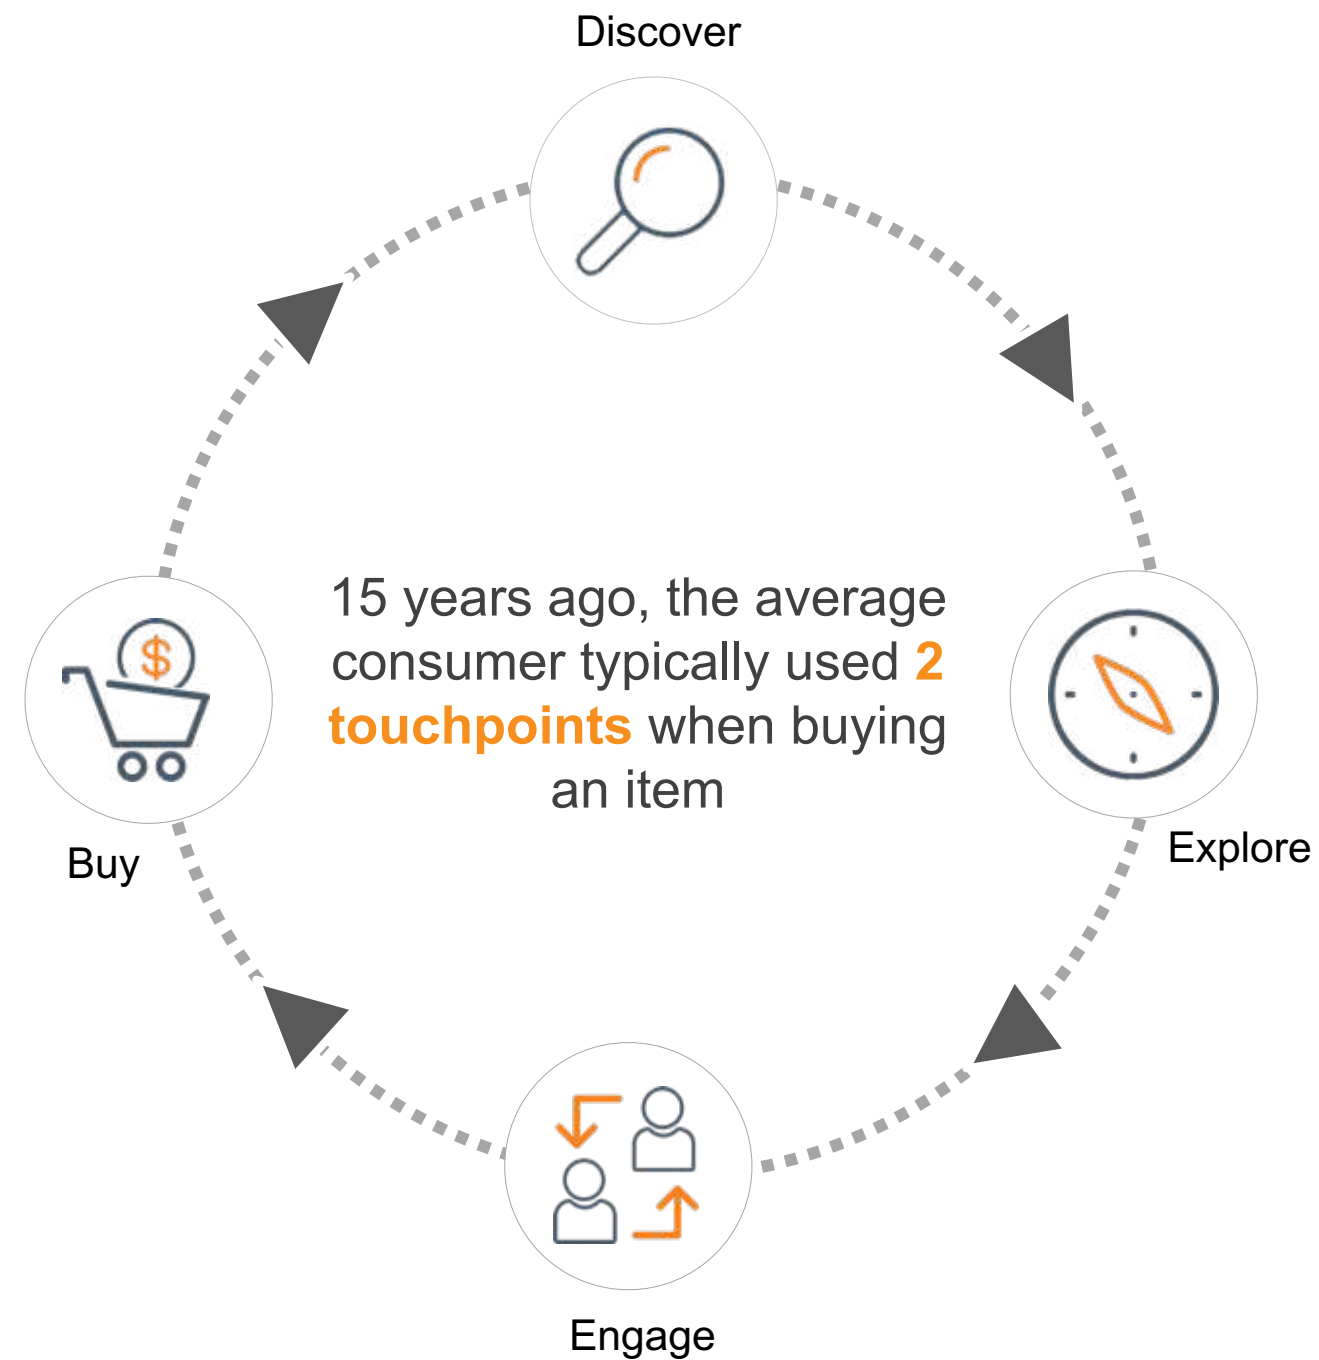 Discover
15 years ago, the average
consumer typically used 2
touchpoints when buying
an item
$
Buy
Explore
Engage